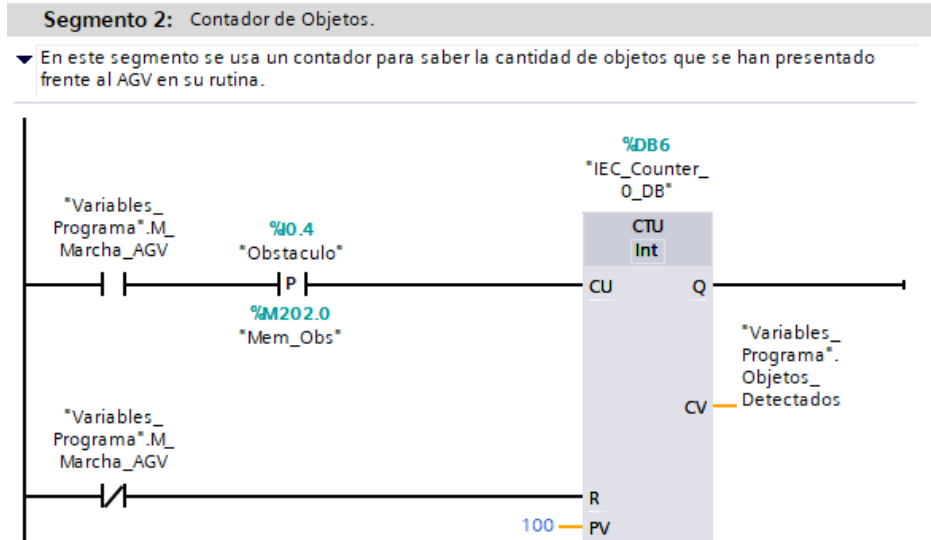 Segmento 2: Contador de Objetos.
En este segmento se usa un contador para saber la cantidad de objetos que se han presentado
frente al AGV en su rutina.
%DB6
"IEC_Counter_
0_DB"
"Variables_
Programa".M_
Marcha_AGV
%I0.4
"Obstaculo"
CTU
Int
P
CU
Q
%M202.0
"Mem_Obs"
"Variables_
Programa".
Objetos_
Detectados
CV
"Variables_
Programa".M_
Marcha_AGV
R
100
PV